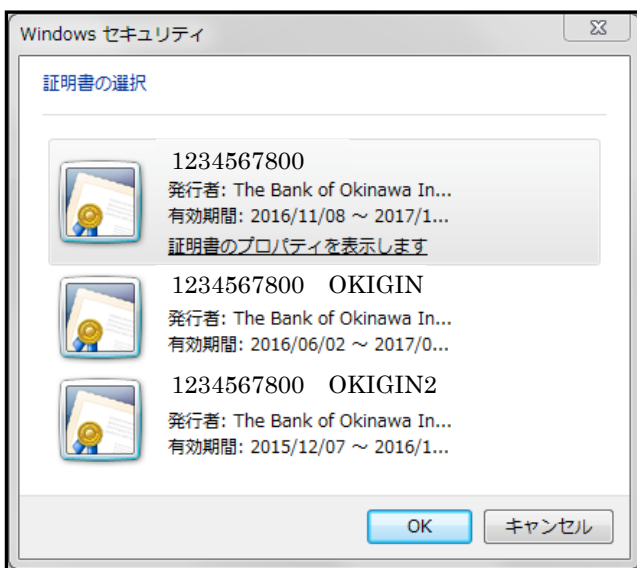 Windows セキュリティ
証明書の選択
1234567800
発行者: The Bank of Okinawa In...
有効期間: 2016/11/08 ～ 2017/1...
証明書のプロパティを表示します
1234567800　OKIGIN
発行者: The Bank of Okinawa In...
有効期間: 2016/06/02 ～ 2017/0...
1234567800　OKIGIN2
発行者: The Bank of Okinawa In...
有効期間: 2015/12/07 ～ 2016/1...
OK　キャンセル